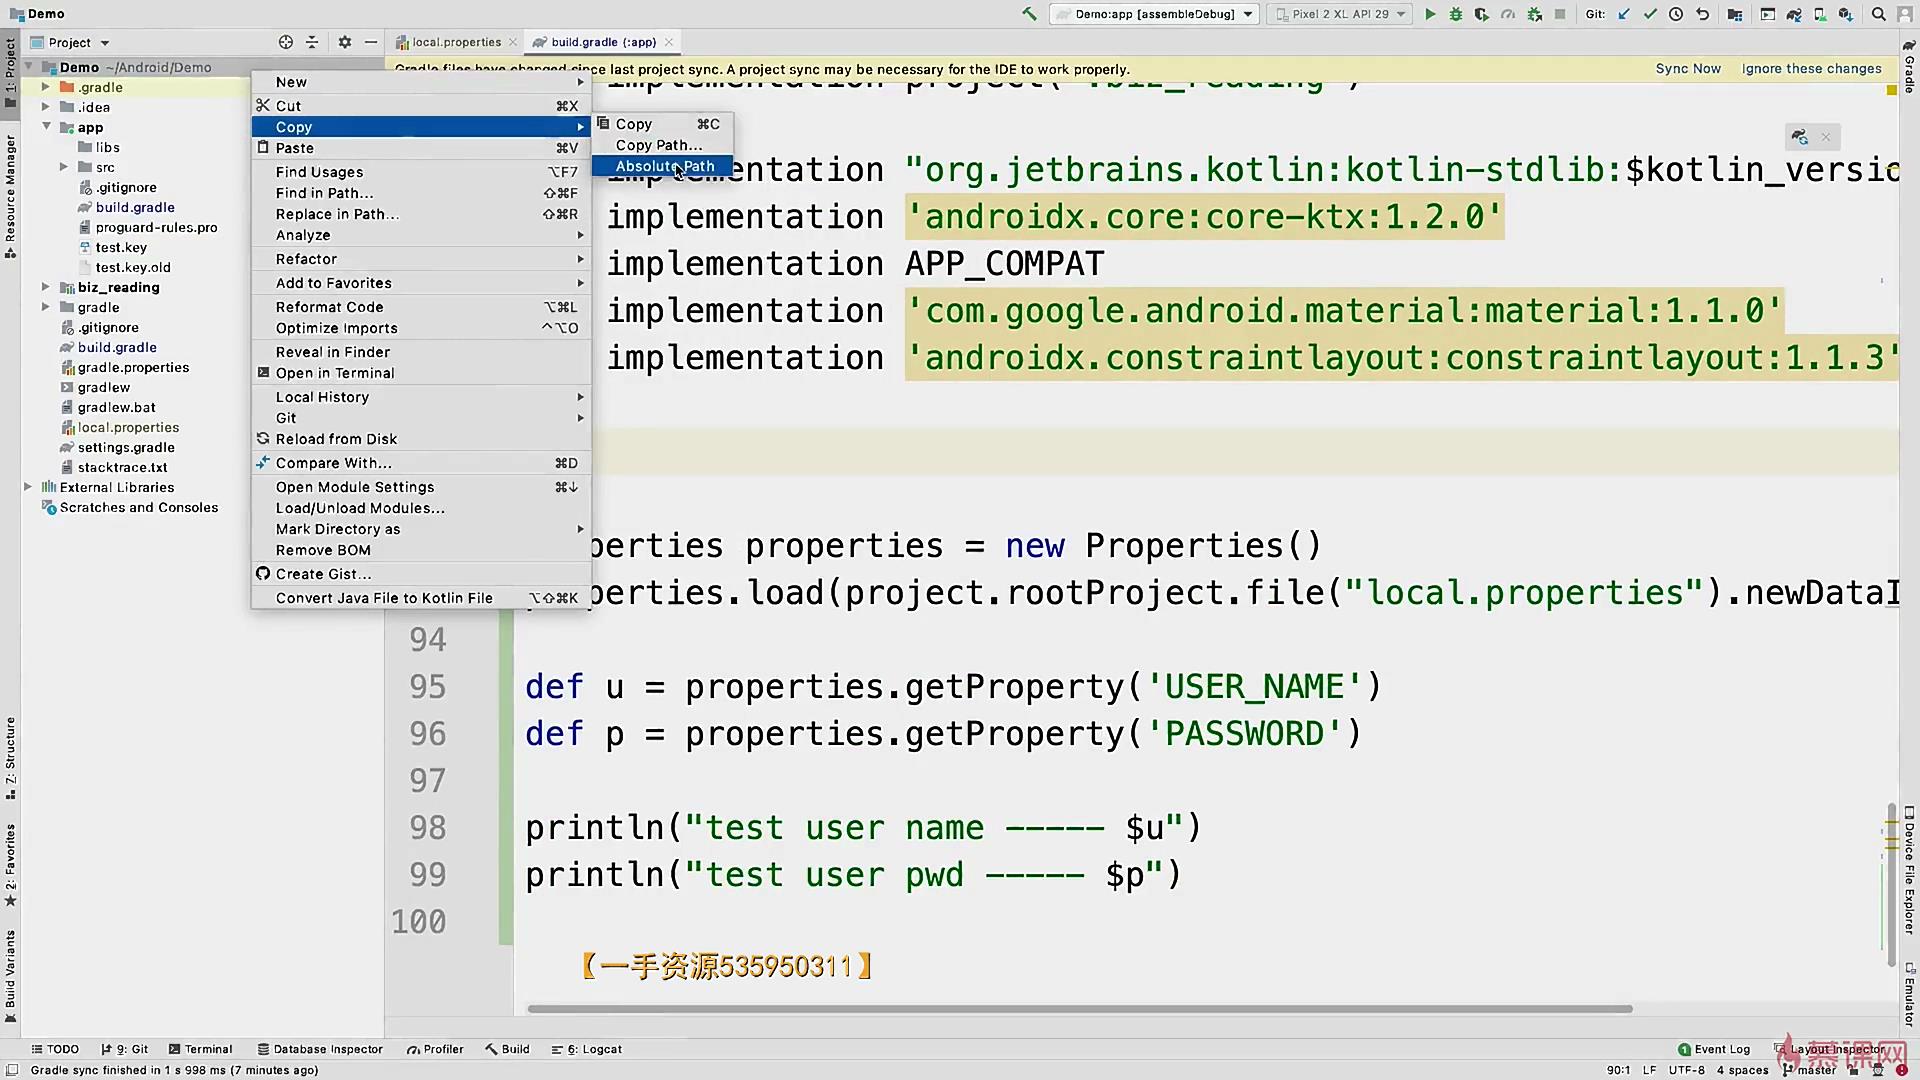 Demo
Demo:app [assembleDebug]
Pixel 2 XL API 29
Git:
Project
local.properties
build.gradle (:app)
Demo ~/Android/Demo
.gradle
.idea
app
libs
src
.gitignore
build.gradle
proguard-rules.pro
test.key
test.key.old
biz_reading
gradle
.gitignore
build.gradle
gradle.properties
gradlew
gradlew.bat
local.properties
settings.gradle
stacktrace.txt
External Libraries
Scratches and Consoles
New
Cut ⌘X
Copy
Paste ⌘V
Find Usages ⌥F7
Find in Path... ⇧⌘F
Replace in Path... ⇧⌘R
Analyze
Refactor
Add to Favorites
Reformat Code ⌥⌘L
Optimize Imports ^⌥O
Reveal in Finder
Open in Terminal
Local History
Git
Reload from Disk
Compare With... ⌘D
Open Module Settings ⌘↓
Load/Unload Modules...
Mark Directory as
Remove BOM
Create Gist...
Convert Java File to Kotlin File ⌥⇧⌘K
Copy ⌘C
Copy Path...
Absolute Path
Gradle files have changed since last project sync. A project sync may be necessary for the IDE to work properly.
Sync Now
Ignore these changes
implementation project(':biz_reading')
implementation "org.jetbrains.kotlin:kotlin-stdlib:$kotlin_versio
implementation 'androidx.core:core-ktx:1.2.0'
implementation APP_COMPAT
implementation 'com.google.android.material:material:1.1.0'
implementation 'androidx.constraintlayout:constraintlayout:1.1.3'
perties properties = new Properties()
perties.load(project.rootProject.file("local.properties").newDataI
94
95 def u = properties.getProperty('USER_NAME')
96 def p = properties.getProperty('PASSWORD')
97
98 println("test user name ----- $u")
99 println("test user pwd ----- $p")
100
【一手资源535950311】
1: Project
Resource Manager
7: Structure
2: Favorites
Build Variants
Gradle
Device File Explorer
Emulator
TODO
9: Git
Terminal
Database Inspector
Profiler
Build
6: Logcat
1 Event Log
Layout Inspector
慕课网
Gradle sync finished in 1 s 998 ms (7 minutes ago)
90:1 LF UTF-8 4 spaces master